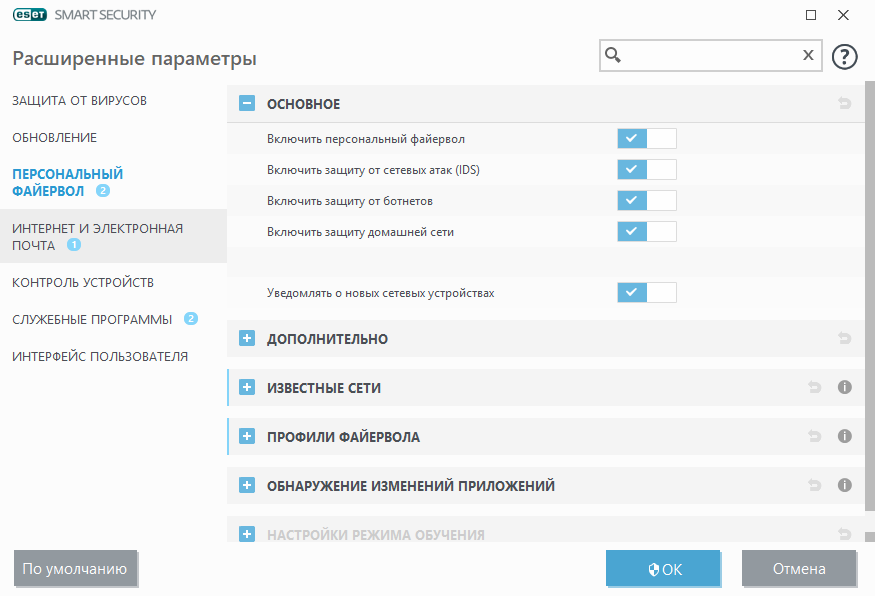 eset SMART SECURITY
Расширенные параметры
x
?
ЗАЩИТА ОТ ВИРУСОВ
ОБНОВЛЕНИЕ
ПЕРСОНАЛЬНЫЙ
ФАЙЕРВОЛ 2
ИНТЕРНЕТ И ЭЛЕКТРОННАЯ
ПОЧТА 1
КОНТРОЛЬ УСТРОЙСТВ
СЛУЖЕБНЫЕ ПРОГРАММЫ 2
ИНТЕРФЕЙС ПОЛЬЗОВАТЕЛЯ
ОСНОВНОЕ
Включить персональный файервол
Включить защиту от сетевых атак (IDS)
Включить защиту от ботнетов
Включить защиту домашней сети
Уведомлять о новых сетевых устройствах
ДОПОЛНИТЕЛЬНО
ИЗВЕСТНЫЕ СЕТИ
ПРОФИЛИ ФАЙЕРВОЛА
ОБНАРУЖЕНИЕ ИЗМЕНЕНИЙ ПРИЛОЖЕНИЙ
НАСТРОЙКИ РЕЖИМА ОБУЧЕНИЯ
По умолчанию
ОК
Отмена